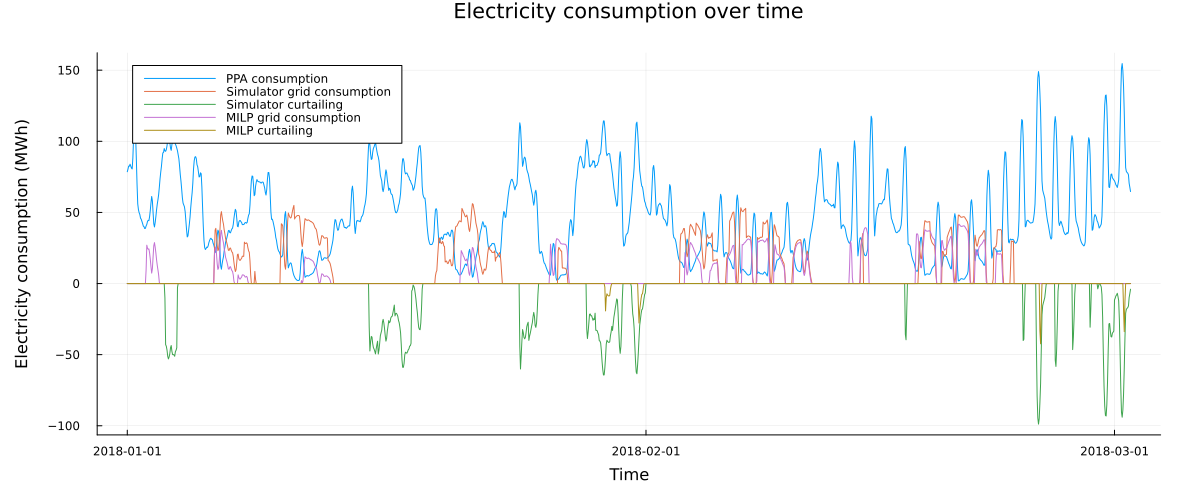 Electricity consumption over time
Electricity consumption (MWh)
150
100
50
0
−50
−100
PPA consumption
Simulator grid consumption
Simulator curtailing
MILP grid consumption
MILP curtailing
2018-01-01
2018-02-01
2018-03-01
Time